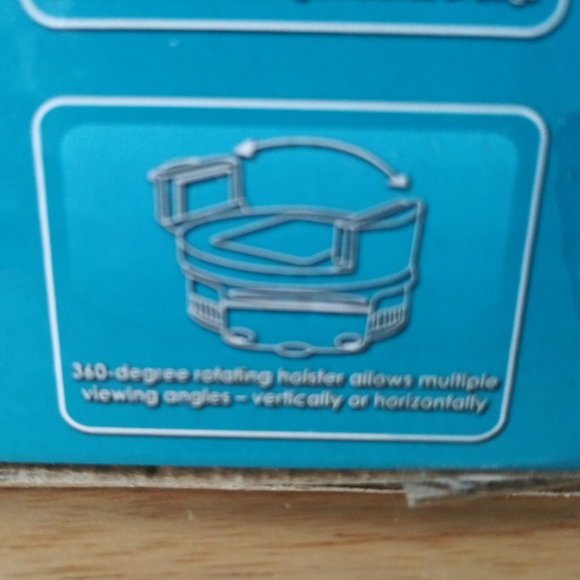 360-degree rotating holster allows multiple
viewing angles – vertically or horizontally